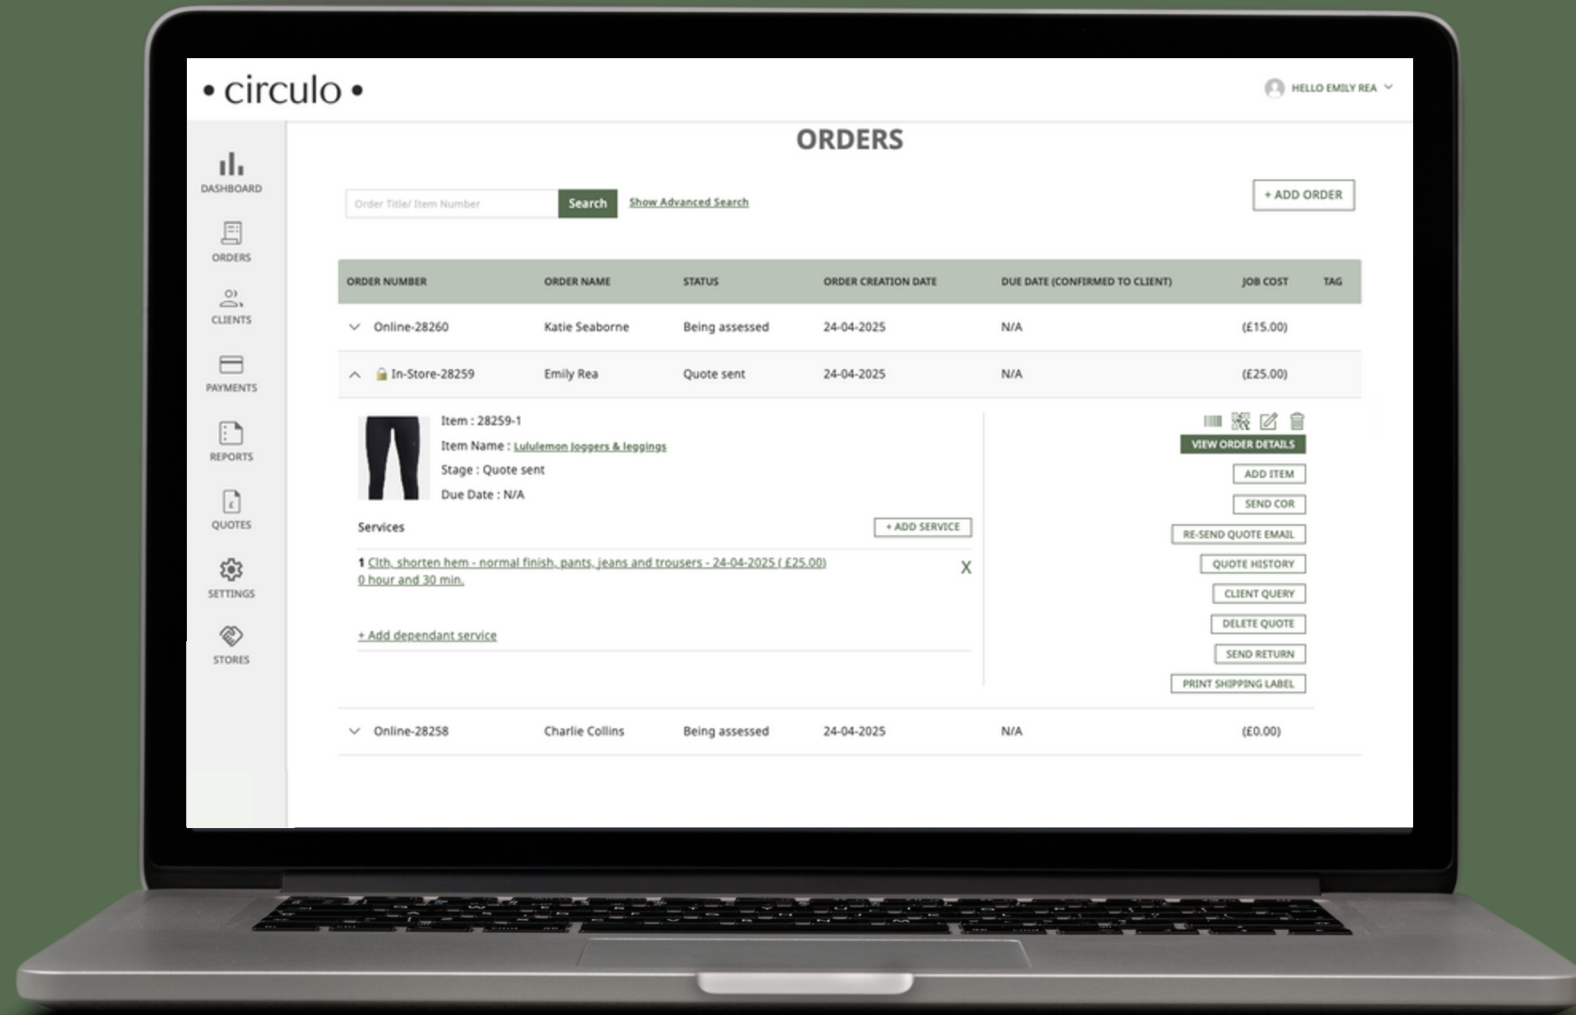 • circulo •
HELLO EMILY REA
ORDERS
DASHBOARD
ORDERS
CLIENTS
PAYMENTS
REPORTS
QUOTES
SETTINGS
STORES
Order Title/ Item Number
Search
Show Advanced Search
+ ADD ORDER
ORDER NUMBER ORDER NAME STATUS ORDER CREATION DATE DUE DATE (CONFIRMED TO CLIENT) JOB COST TAG
Online-28260 Katie Seaborne Being assessed 24-04-2025 N/A (£15.00)
In-Store-28259 Emily Rea Quote sent 24-04-2025 N/A (£25.00)
Item : 28259-1
Item Name : Lululemon Joggers & leggings
Stage : Quote sent
Due Date : N/A
Services
+ ADD SERVICE
1 Clth, shorten hem - normal finish, pants, jeans and trousers - 24-04-2025 ( £25.00)
0 hour and 30 min.
X
+ Add dependant service
VIEW ORDER DETAILS
ADD ITEM
SEND COR
RE-SEND QUOTE EMAIL
QUOTE HISTORY
CLIENT QUERY
DELETE QUOTE
SEND RETURN
PRINT SHIPPING LABEL
Online-28258 Charlie Collins Being assessed 24-04-2025 N/A (£0.00)